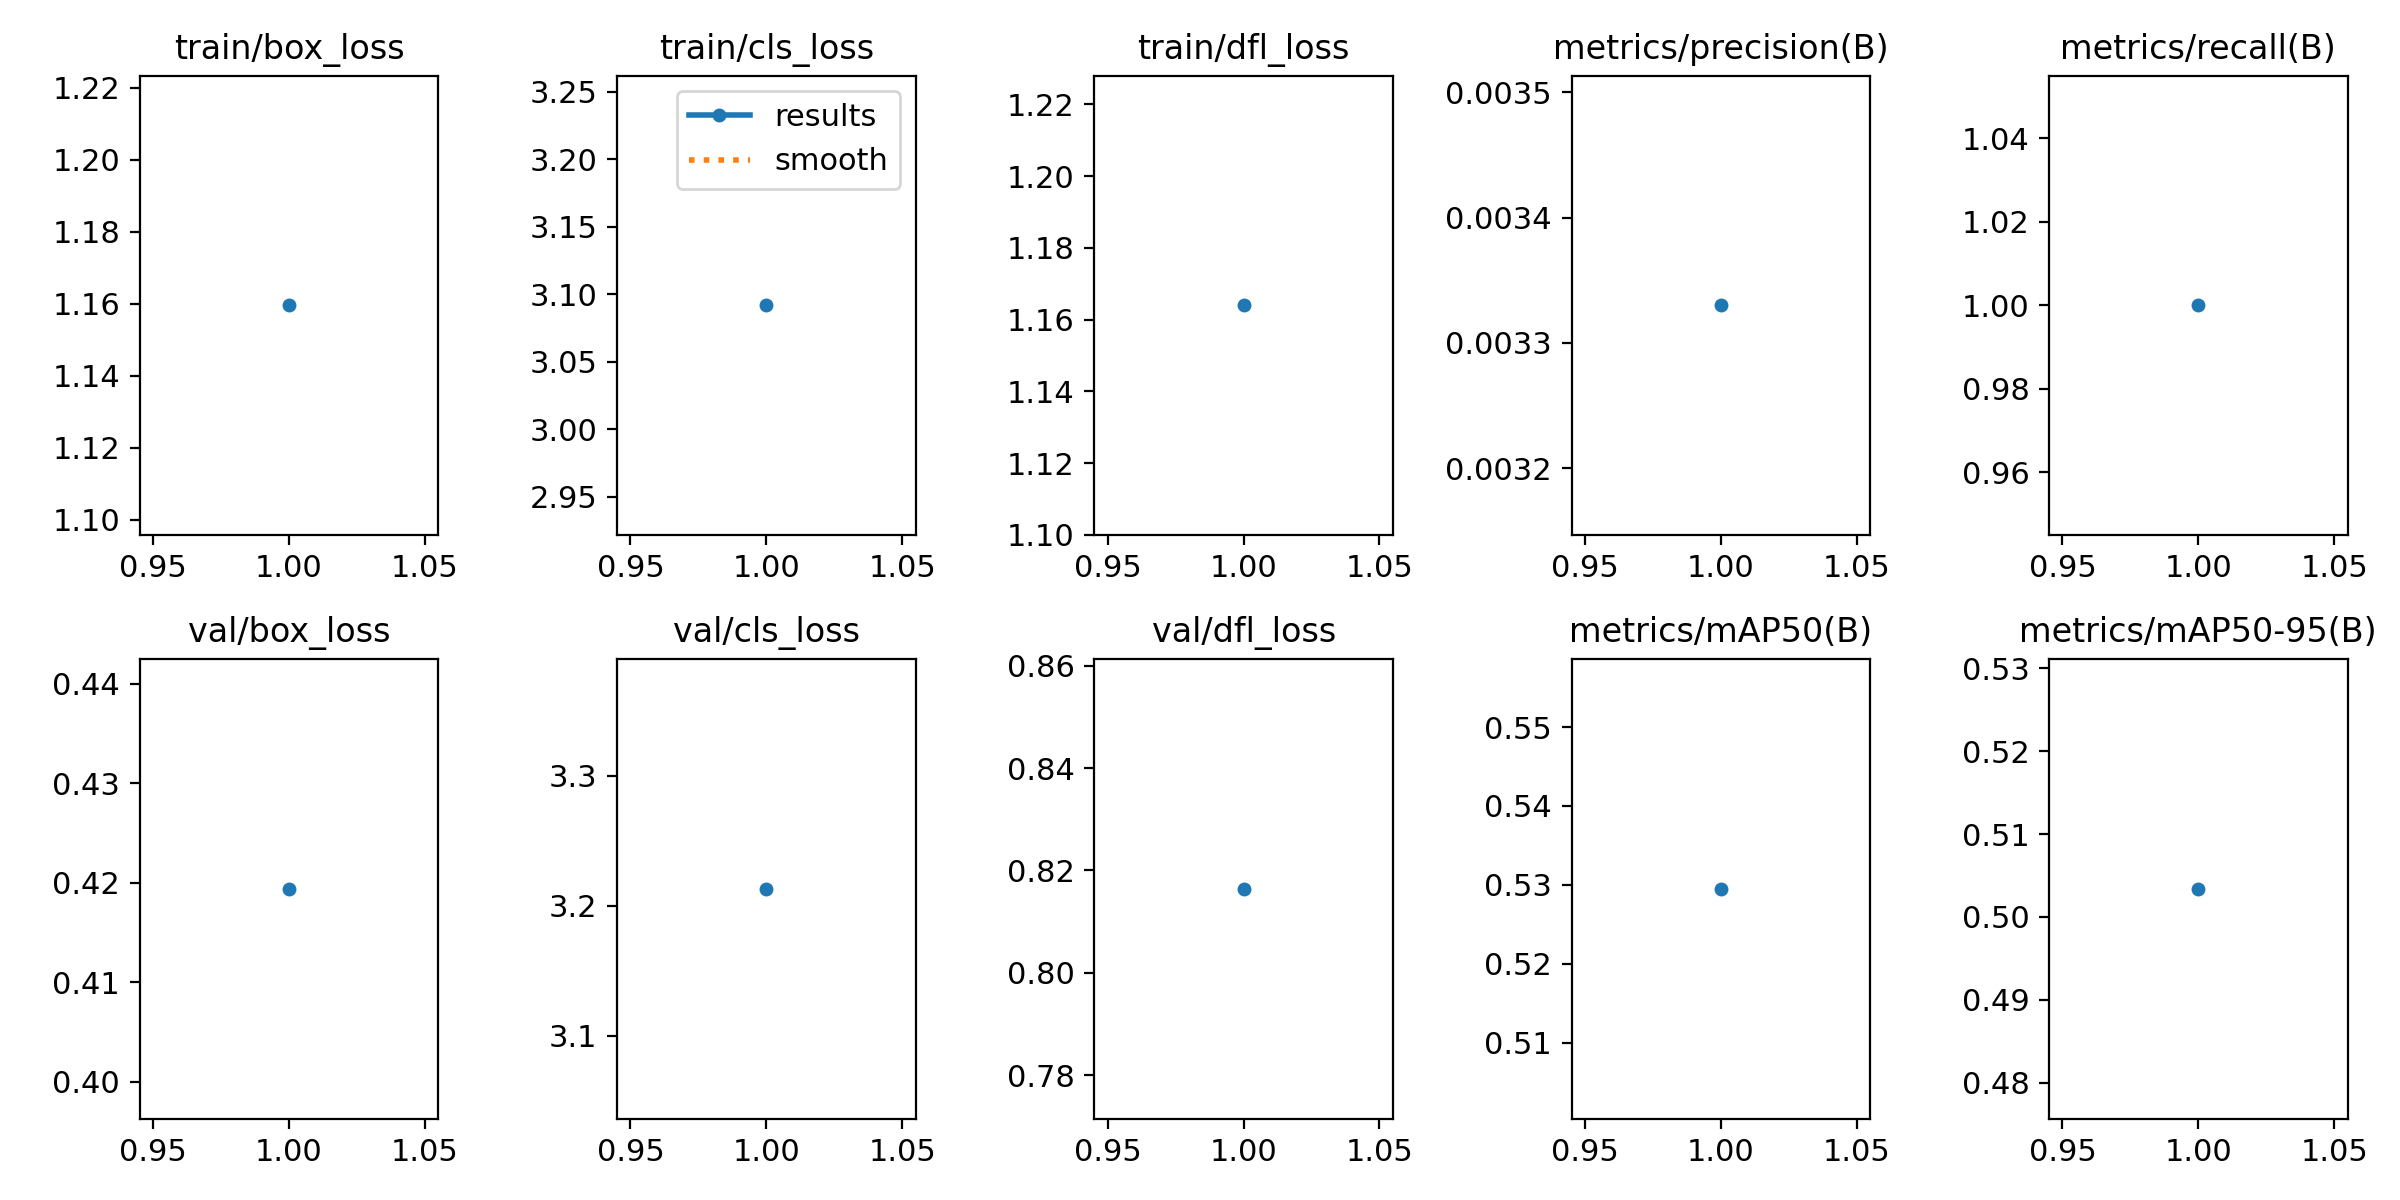 train/box_loss
1.22
1.20
1.18
1.16
1.14
1.12
1.10
0.95 1.00 1.05
train/cls_loss
results
smooth
3.25
3.20
3.15
3.10
3.05
3.00
2.95
0.95 1.00 1.05
train/dfl_loss
1.22
1.20
1.18
1.16
1.14
1.12
1.10
0.95 1.00 1.05
metrics/precision(B)
0.0035
0.0034
0.0033
0.0032
0.95 1.00 1.05
metrics/recall(B)
1.04
1.02
1.00
0.98
0.96
0.95 1.00 1.05
val/box_loss
0.44
0.43
0.42
0.41
0.40
0.95 1.00 1.05
val/cls_loss
3.3
3.2
3.1
0.95 1.00 1.05
val/dfl_loss
0.86
0.84
0.82
0.80
0.78
0.95 1.00 1.05
metrics/mAP50(B)
0.55
0.54
0.53
0.52
0.51
0.95 1.00 1.05
metrics/mAP50-95(B)
0.53
0.52
0.51
0.50
0.49
0.48
0.95 1.00 1.05